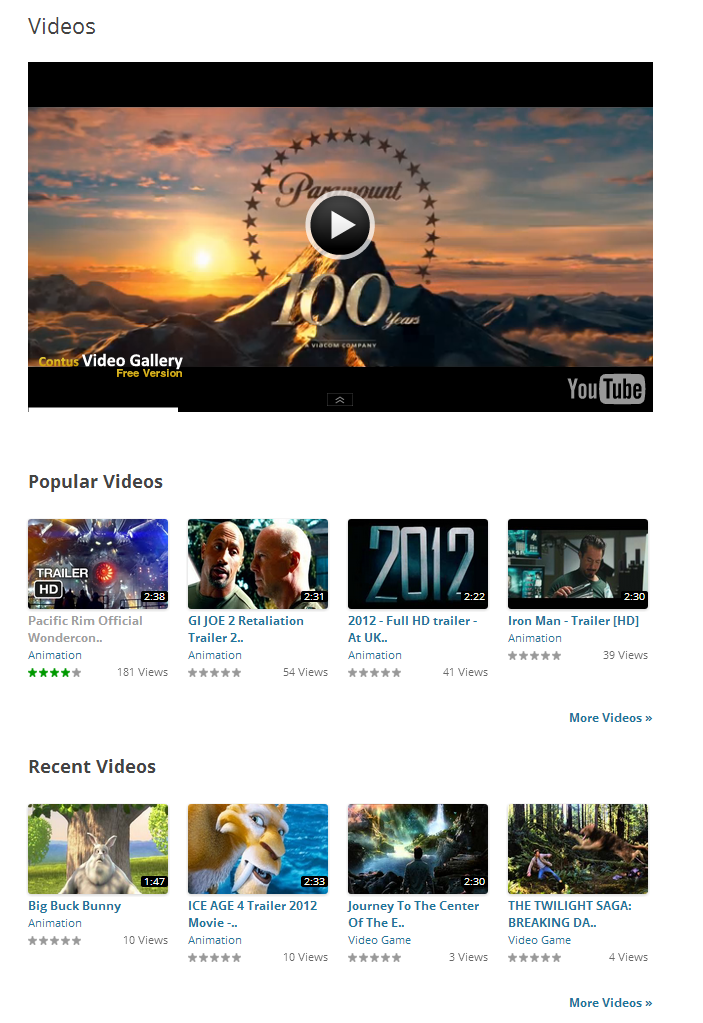 Videos
Paramount
100 Years
A VIACOM COMPANY
Contus Video Gallery
Free Version
YouTube
Popular Videos
TRAILER
HD
2:38
2:31
2012
2:22
2:30
Pacific Rim Official
Wondercon..
Animation
181 Views
GI JOE 2 Retaliation
Trailer 2..
Animation
54 Views
2012 - Full HD trailer -
At UK..
Animation
41 Views
Iron Man - Trailer [HD]
Animation
39 Views
More Videos »
Recent Videos
1:47
2:33
2:30
Big Buck Bunny
Animation
10 Views
ICE AGE 4 Trailer 2012
Movie -..
Animation
10 Views
Journey To The Center
Of The E..
Video Game
3 Views
THE TWILIGHT SAGA:
BREAKING DA..
Video Game
4 Views
More Videos »